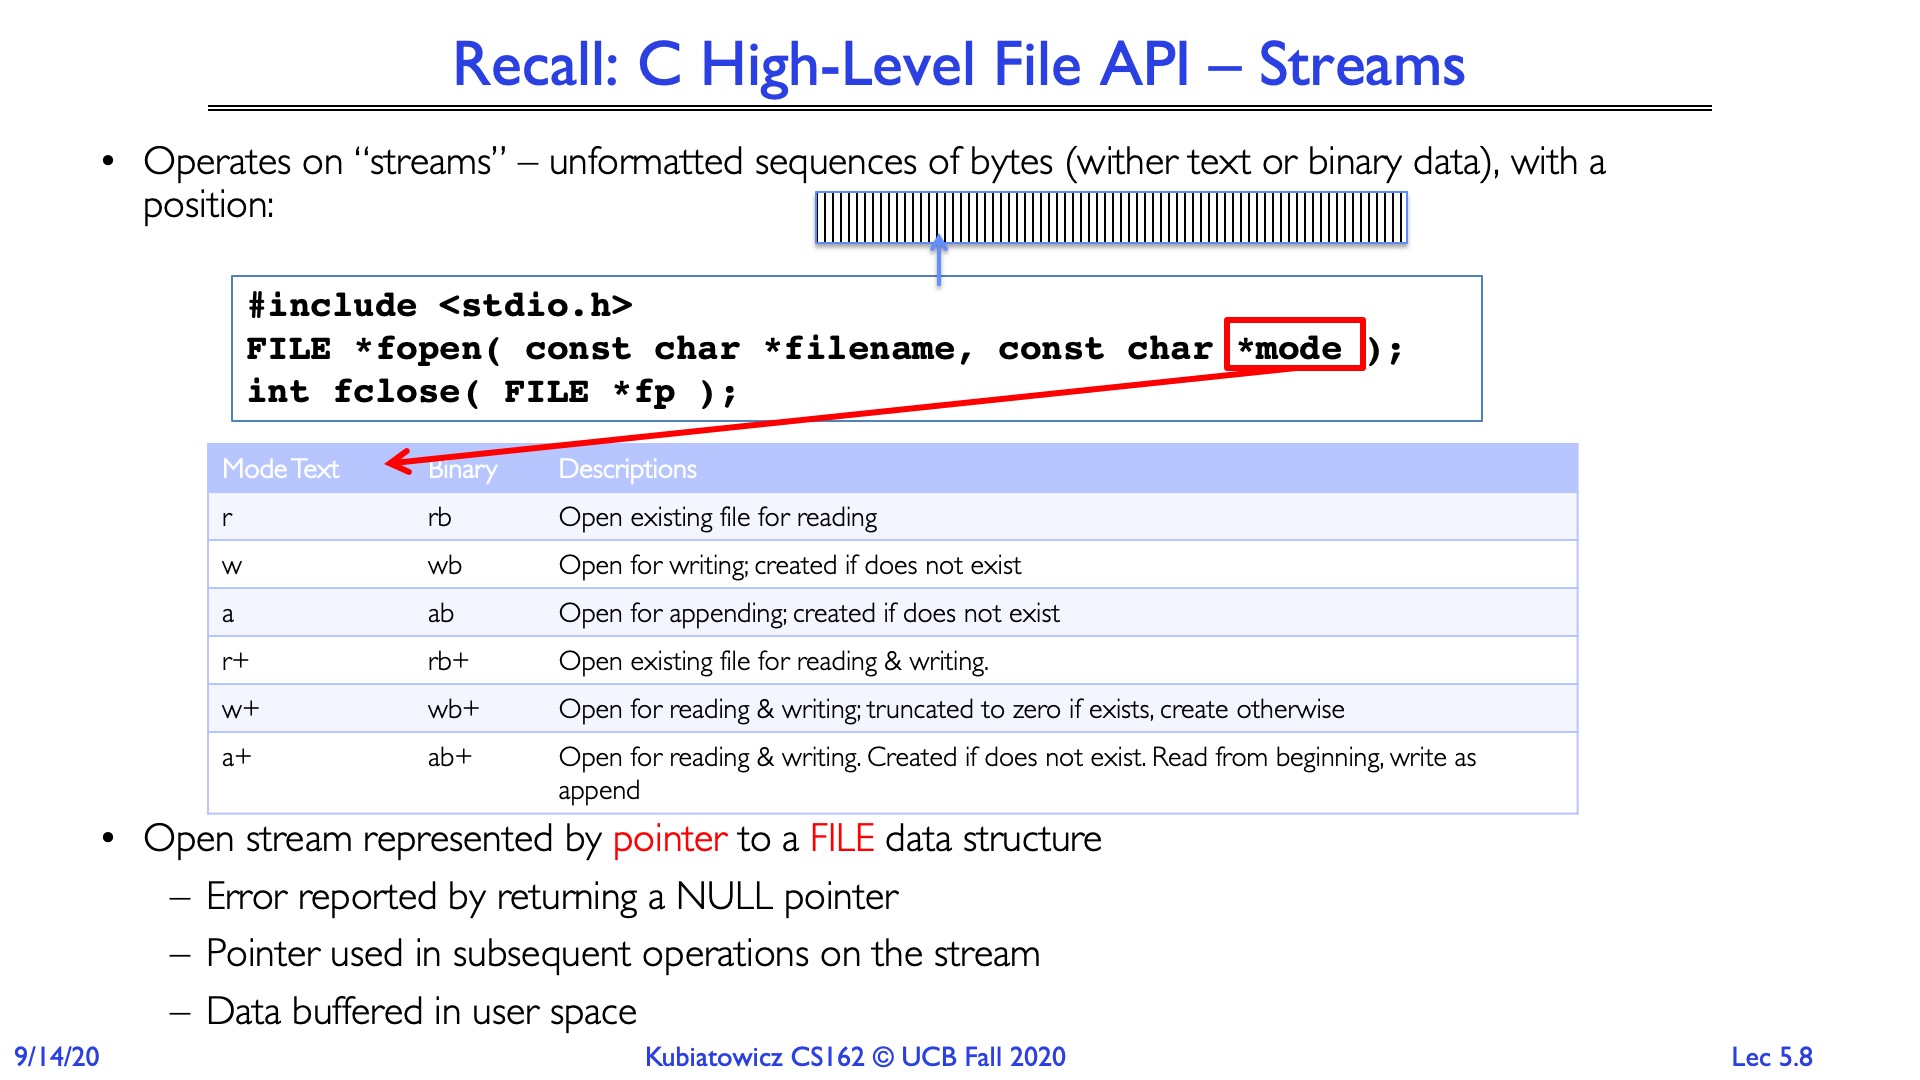 Recall: C High-Level File API – Streams
• Operates on “streams” – unformatted sequences of bytes (wither text or binary data), with a
position:
#include <stdio.h>
FILE *fopen( const char *filename, const char *mode );
int fclose( FILE *fp );
Mode Text Binary Descriptions
r rb Open existing file for reading
w wb Open for writing; created if does not exist
a ab Open for appending; created if does not exist
r+ rb+ Open existing file for reading & writing.
w+ wb+ Open for reading & writing; truncated to zero if exists, create otherwise
a+ ab+ Open for reading & writing. Created if does not exist. Read from beginning, write as
append
• Open stream represented by pointer to a FILE data structure
– Error reported by returning a NULL pointer
– Pointer used in subsequent operations on the stream
– Data buffered in user space
9/14/20 Kubiatowicz CS162 © UCB Fall 2020 Lec 5.8